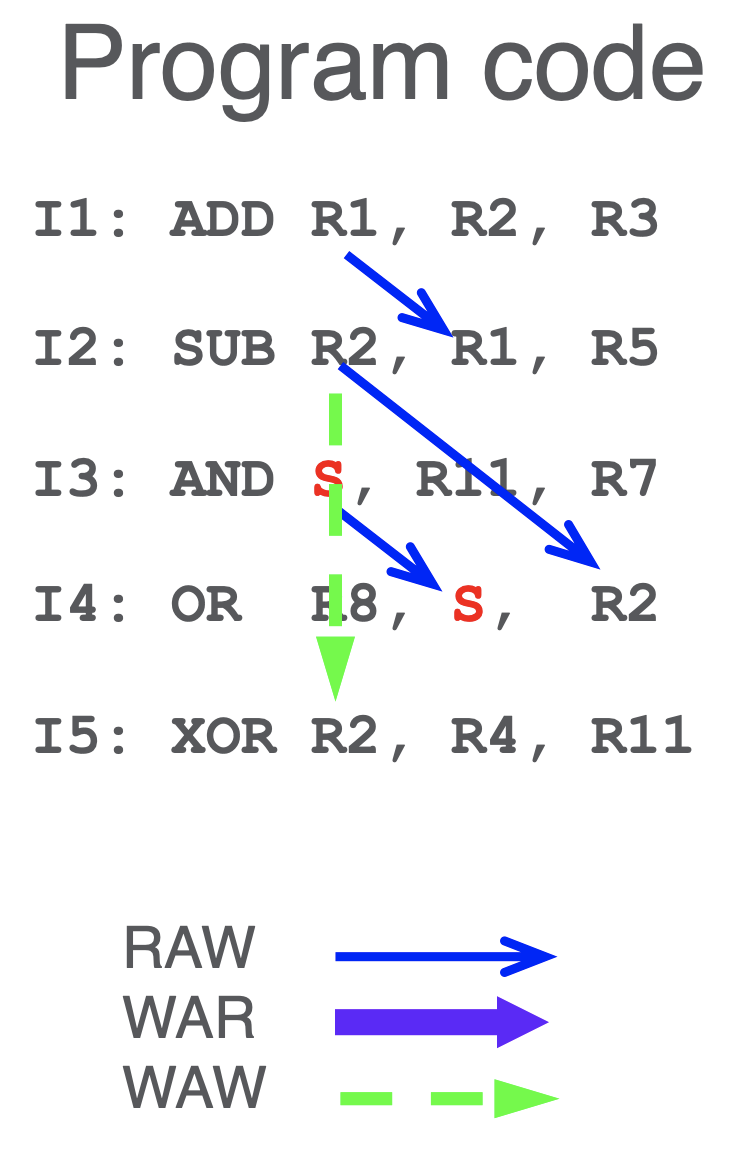 Program code
I1: ADD R1, R2, R3
I2: SUB R2, R1, R5
I3: AND S, R11, R7
I4: OR R8, S, R2
I5: XOR R2, R4, R11
RAW
WAR
WAW